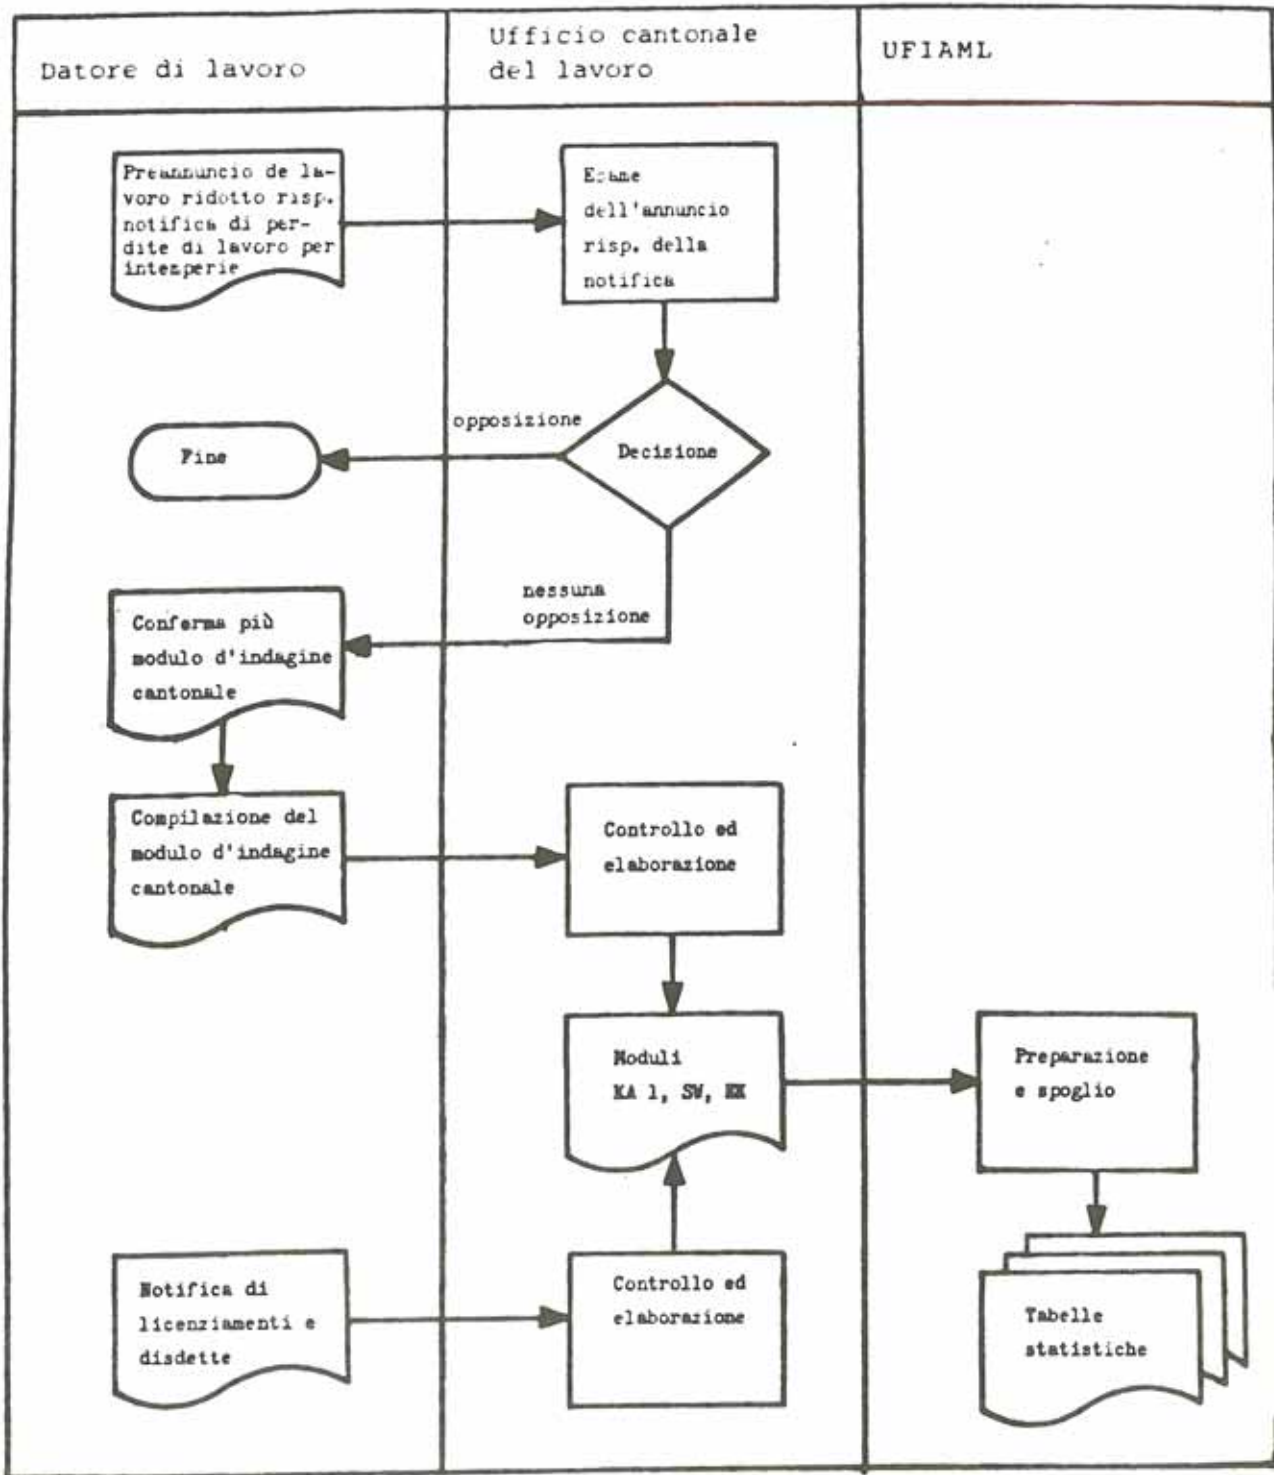 Datore di lavoro
Ufficio cantonale
del lavoro
UFIAML
Preannuncio de la-
voro ridotto risp.
notifica di per-
dite di lavoro per
intemperie
Esame
dell'annuncio
risp. della
notifica
opposizione
Decisione
Fine
nessuna
opposizione
Conferma più
modulo d'indagine
cantonale
Compilazione del
modulo d'indagine
cantonale
Controllo ed
elaborazione
Moduli
KA 1, SW, EK
Preparazione
e spoglio
Notifica di
licenziamenti e
disdette
Controllo ed
elaborazione
Tabelle
statistiche